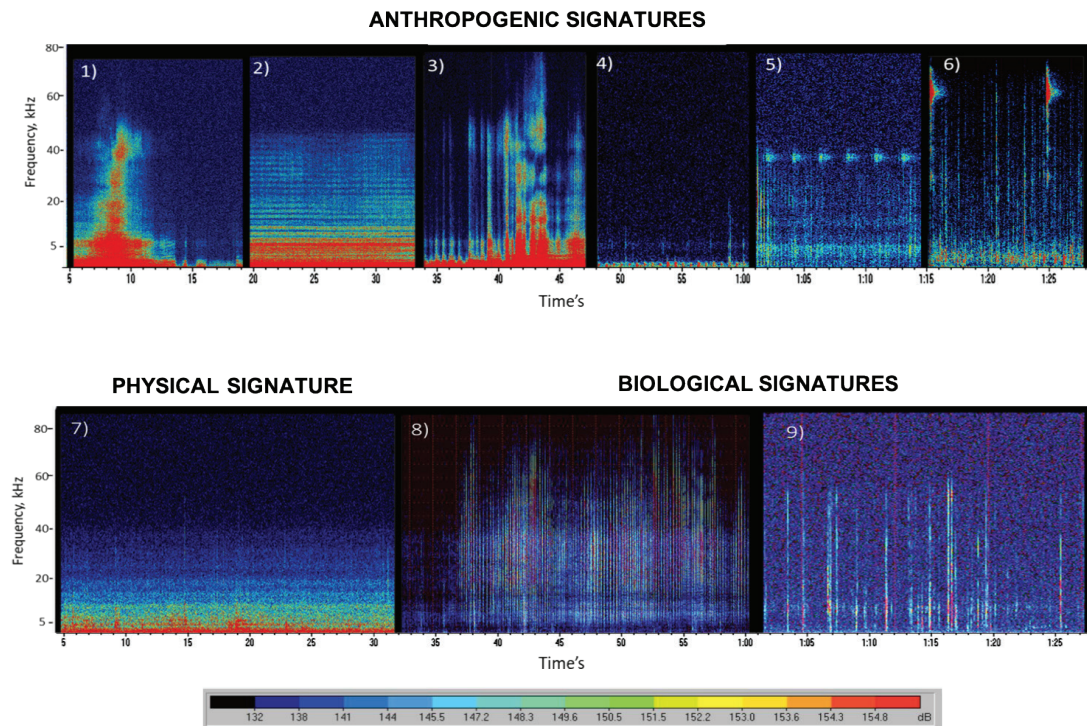 ANTHROPOGENIC SIGNATURES
80
60
40
20
5
Frequency, kHz
1)
2)
3)
4)
5)
6)
5 10 15 20 25 30 35 40 45 50 55 1:00 1:05 1:10 1:15 1:20 1:25
Time's
PHYSICAL SIGNATURE
BIOLOGICAL SIGNATURES
80
60
40
20
5
Frequency, kHz
7)
8)
9)
5 10 15 20 25 30 35 40 45 50 55 1:00 1:05 1:10 1:15 1:20 1:25
Time's
132 138 141 144 145.5 147.2 148.3 149.6 150.5 151.5 152.2 153.0 153.6 154.3 154.8 dB